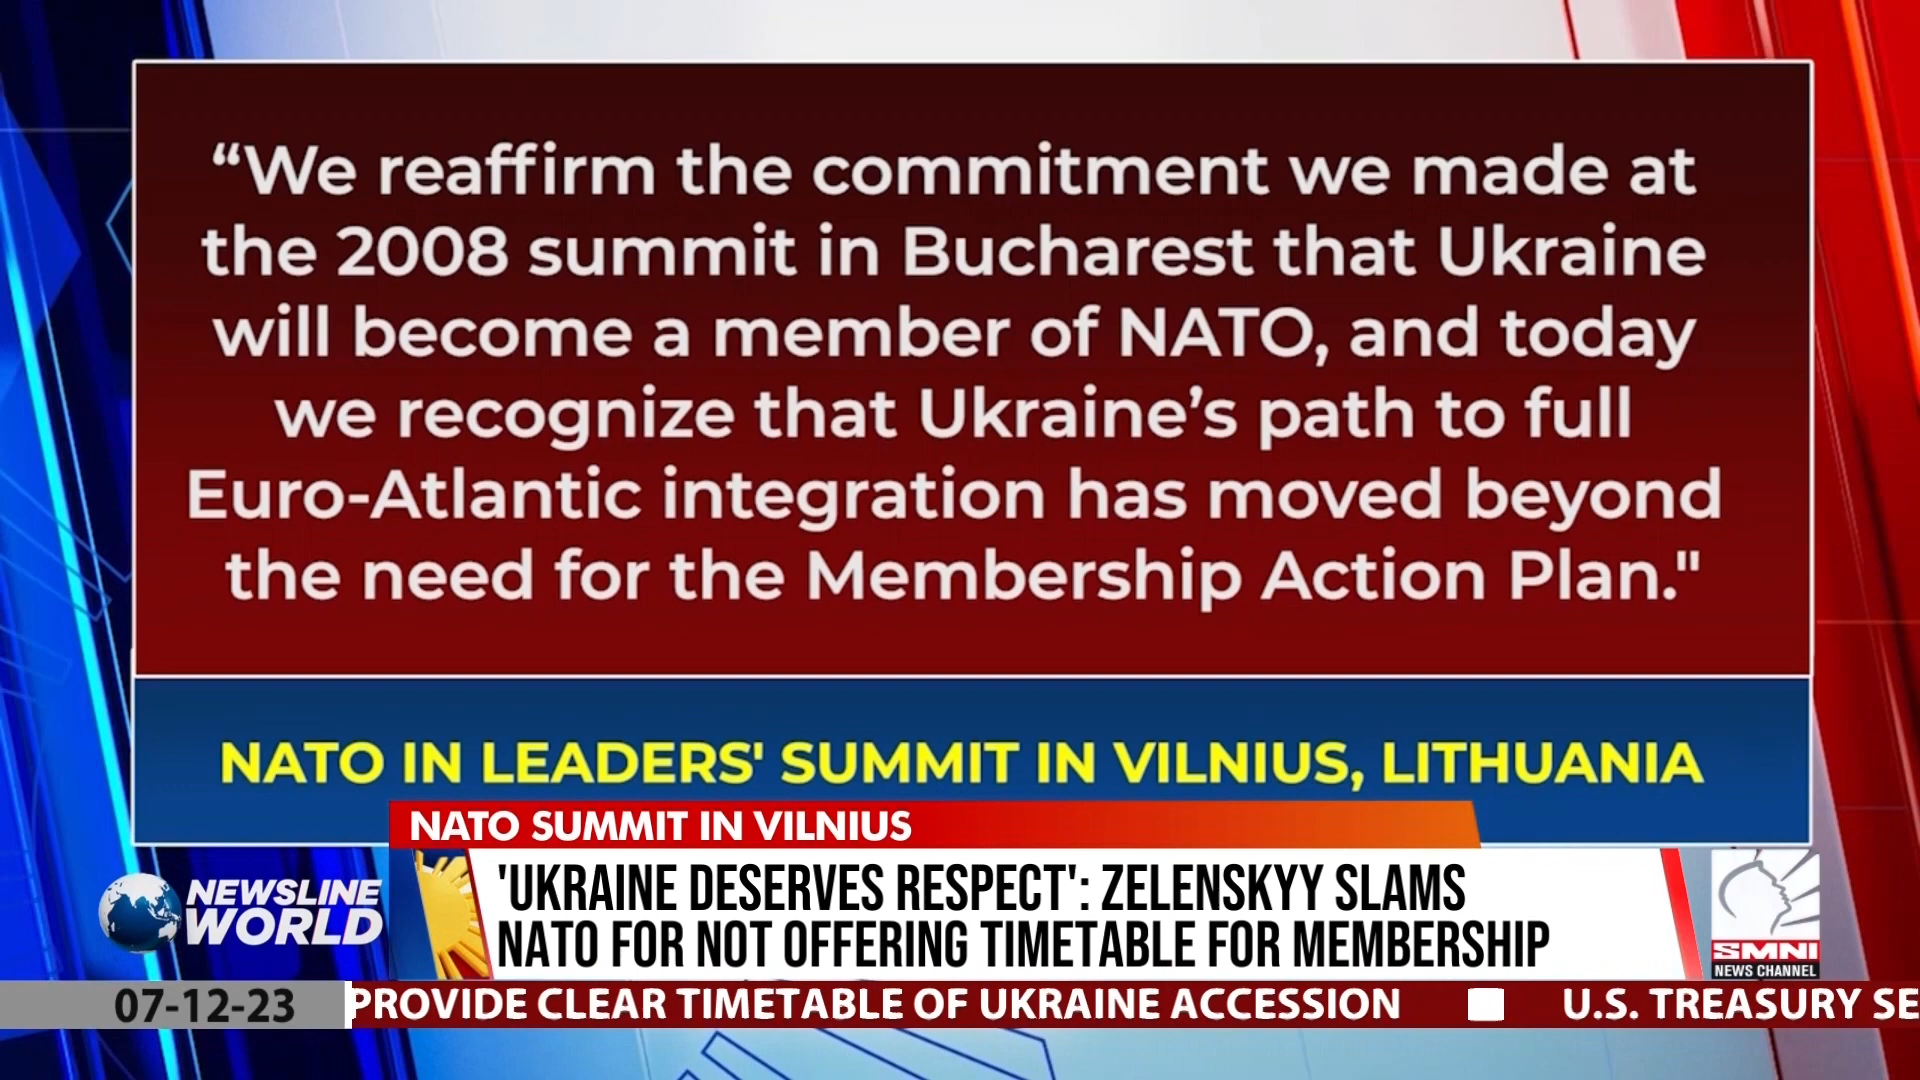 “We reaffirm the commitment we made at
the 2008 summit in Bucharest that Ukraine
will become a member of NATO, and today
we recognize that Ukraine’s path to full
Euro-Atlantic integration has moved beyond
the need for the Membership Action Plan."
NATO IN LEADERS' SUMMIT IN VILNIUS, LITHUANIA
NATO SUMMIT IN VILNIUS
'UKRAINE DESERVES RESPECT': ZELENSKYY SLAMS
NATO FOR NOT OFFERING TIMETABLE FOR MEMBERSHIP
NEWSLINE
WORLD
SMNI
NEWS CHANNEL
07-12-23
PROVIDE CLEAR TIMETABLE OF UKRAINE ACCESSION
U.S. TREASURY SE